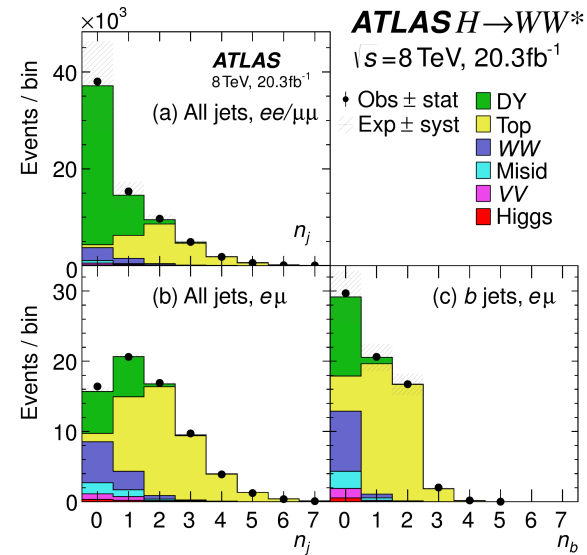 ×10³
ATLAS H→WW*
√s=8 TeV, 20.3fb⁻¹
ATLAS
8 TeV, 20.3fb⁻¹
(a) All jets, ee/μμ
Obs ± stat
Exp ± syst
DY
Top
WW
Misid
VV
Higgs
Events / bin
40
20
0
n_j
(b) All jets, eμ
(c) b jets, eμ
Events / bin
30
20
10
0
0 1 2 3 4 5 6 7
0 1 2 3 4 5 6 7
n_j
n_b